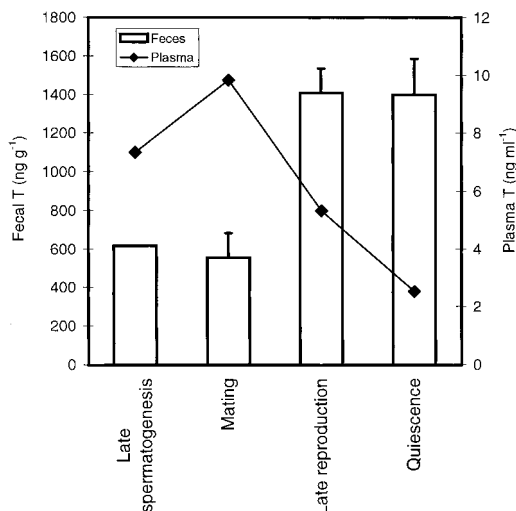 1800
1600
1400
1200
1000
800
600
400
200
0
Fecal T (ng g⁻¹)
Feces
Plasma
12
10
8
6
4
2
0
Plasma T (ng ml⁻¹)
Late
spermatogenesis
Mating
Late reproduction
Quiescence